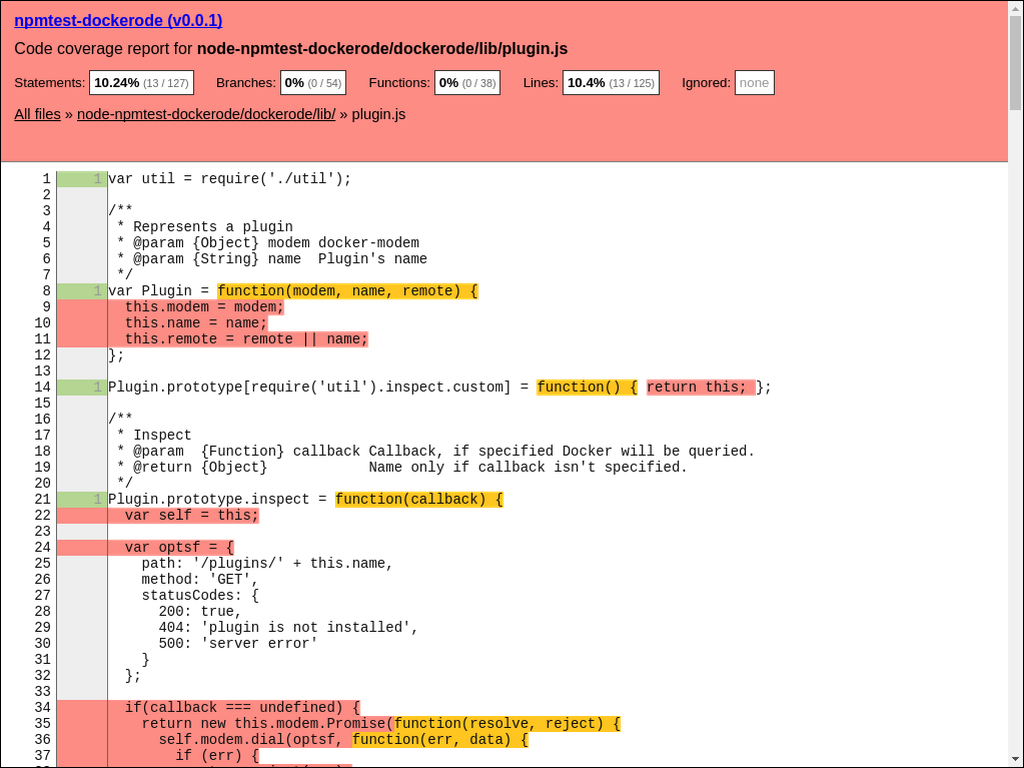 npmtest-dockerode (v0.0.1)
Code coverage report for node-npmtest-dockerode/dockerode/lib/plugin.js
Statements: 10.24% (13 / 127) Branches: 0% (0 / 54) Functions: 0% (0 / 38) Lines: 10.4% (13 / 125) Ignored: none
All files » node-npmtest-dockerode/dockerode/lib/ » plugin.js
1 1 var util = require('./util');
2
3 /**
4  * Represents a plugin
5  * @param {Object} modem docker-modem
6  * @param {String} name  Plugin's name
7  */
8 1 var Plugin = function(modem, name, remote) {
9   this.modem = modem;
10   this.name = name;
11   this.remote = remote || name;
12 };
13
14 1 Plugin.prototype[require('util').inspect.custom] = function() { return this; };
15
16 /**
17  * Inspect
18  * @param  {Function} callback Callback, if specified Docker will be queried.
19  * @return {Object}            Name only if callback isn't specified.
20  */
21 1 Plugin.prototype.inspect = function(callback) {
22   var self = this;
23
24   var optsf = {
25     path: '/plugins/' + this.name,
26     method: 'GET',
27     statusCodes: {
28       200: true,
29       404: 'plugin is not installed',
30       500: 'server error'
31     }
32   };
33
34   if(callback === undefined) {
35     return new this.modem.Promise(function(resolve, reject) {
36       self.modem.dial(optsf, function(err, data) {
37         if (err) {